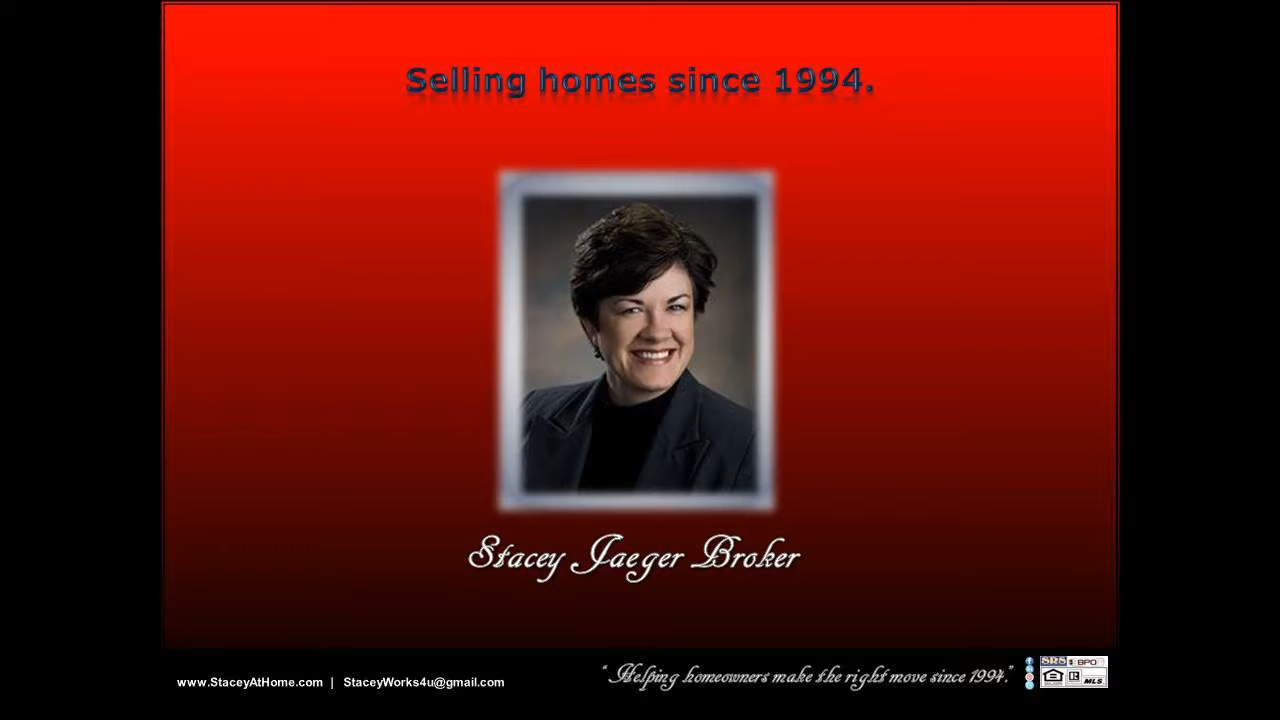 Selling homes since 1994.
Stacey Jaeger Broker
www.StaceyAtHome.com | StaceyWorks4u@gmail.com
“Helping homeowners make the right move since 1994.”
SRS BPO
R MLS